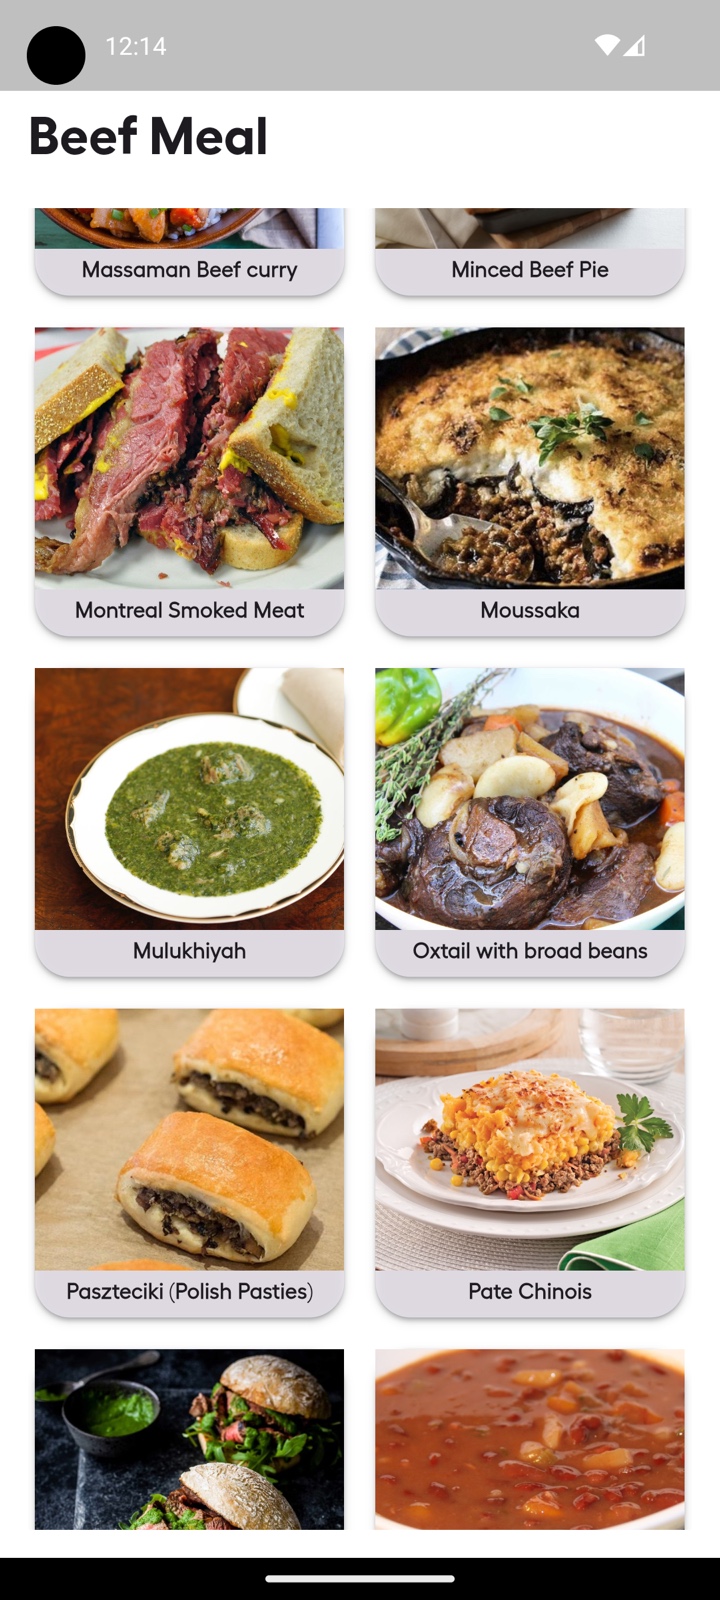 12:14
Beef Meal
Massaman Beef curry
Minced Beef Pie
Montreal Smoked Meat
Moussaka
Mulukhiyah
Oxtail with broad beans
Paszteciki (Polish Pasties)
Pate Chinois